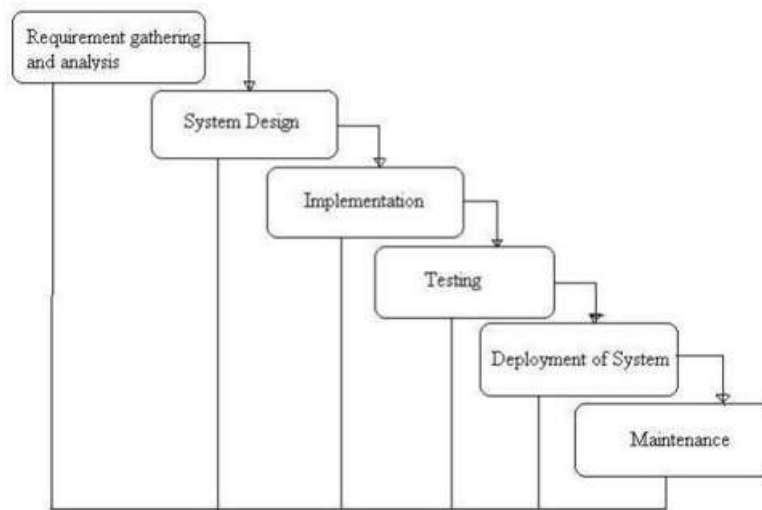 Requirement gathering
and analysis
System Design
Implementation
Testing
Deployment of System
Maintenance